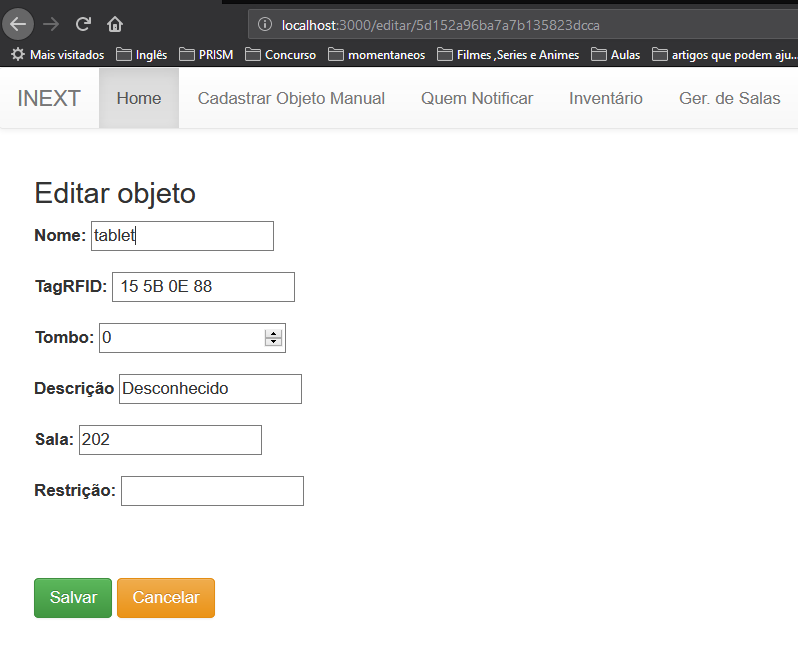 localhost:3000/editar/5d152a96ba7a7b135823dcca
Mais visitados Inglês PRISM Concurso momentaneos Filmes ,Series e Animes Aulas artigos que podem aju...
INEXT Home Cadastrar Objeto Manual Quem Notificar Inventário Ger. de Salas
Editar objeto
Nome: tablet
TagRFID: 15 5B 0E 88
Tombo: 0
Descrição Desconhecido
Sala: 202
Restrição:
Salvar Cancelar